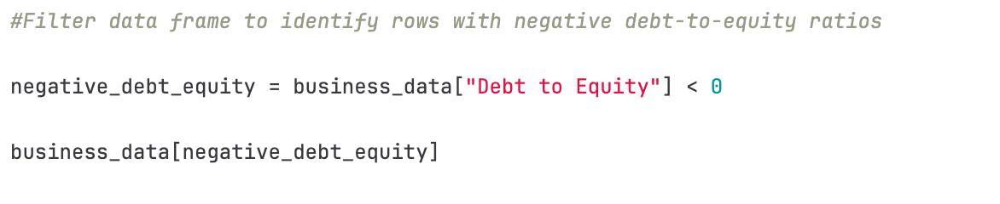 #Filter data frame to identify rows with negative debt-to-equity ratios
negative_debt_equity = business_data["Debt to Equity"] < 0
business_data[negative_debt_equity]